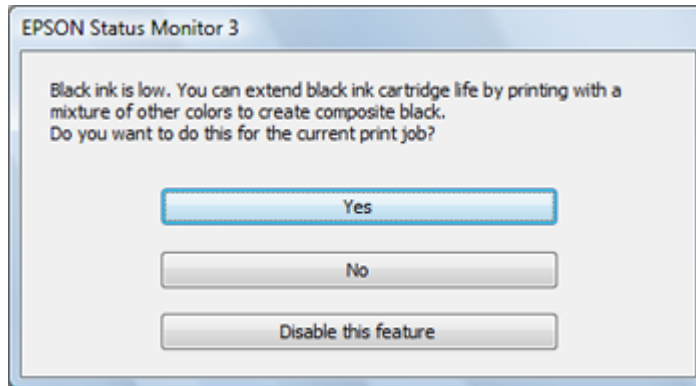 EPSON Status Monitor 3
Black ink is low. You can extend black ink cartridge life by printing with a
mixture of other colors to create composite black.
Do you want to do this for the current print job?
Yes
No
Disable this feature